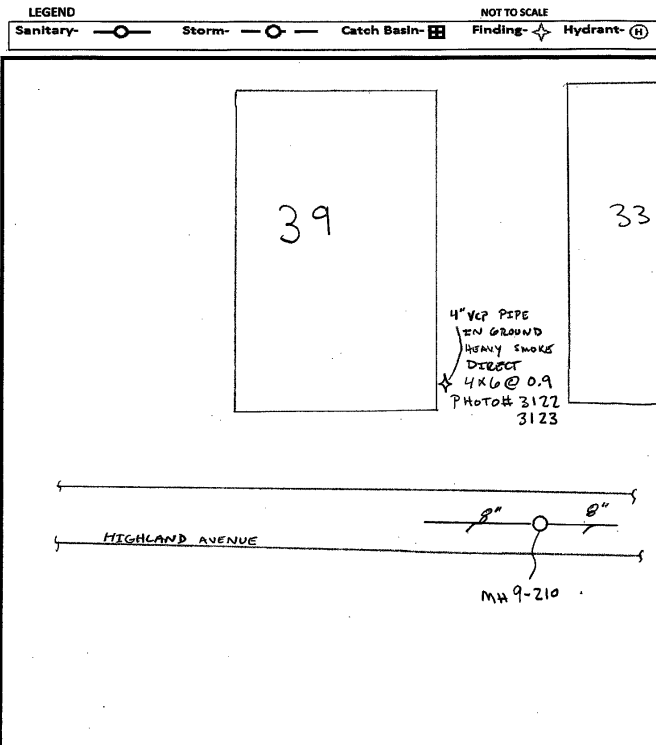 LEGEND
NOT TO SCALE
Sanitary- Storm- Catch Basin- Finding- Hydrant- H
39
33
4" VCP PIPE
IN GROUND
HEAVY SMOKE
DIRECT
4x6 @ 0.9
PHOTO# 3122
3123
8" 8"
HIGHLAND AVENUE
MH 9-210